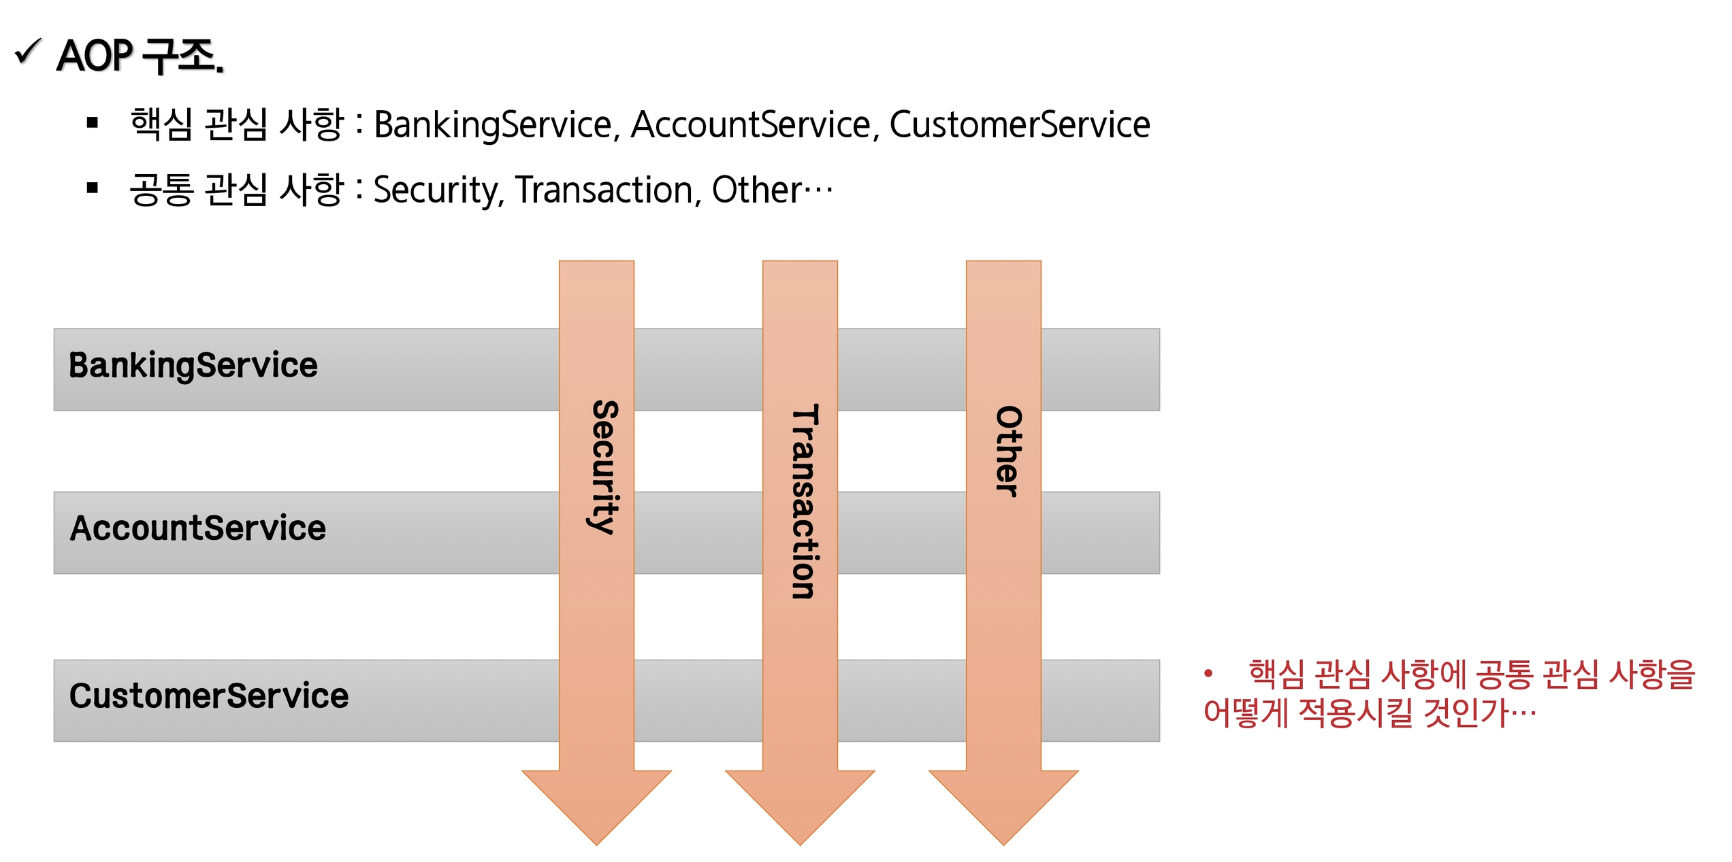 ✓ AOP 구조.
▪ 핵심 관심 사항 : BankingService, AccountService, CustomerService
▪ 공통 관심 사항 : Security, Transaction, Other…
BankingService
AccountService
CustomerService
Security
Transaction
Other
• 핵심 관심 사항에 공통 관심 사항을
어떻게 적용시킬 것인가…